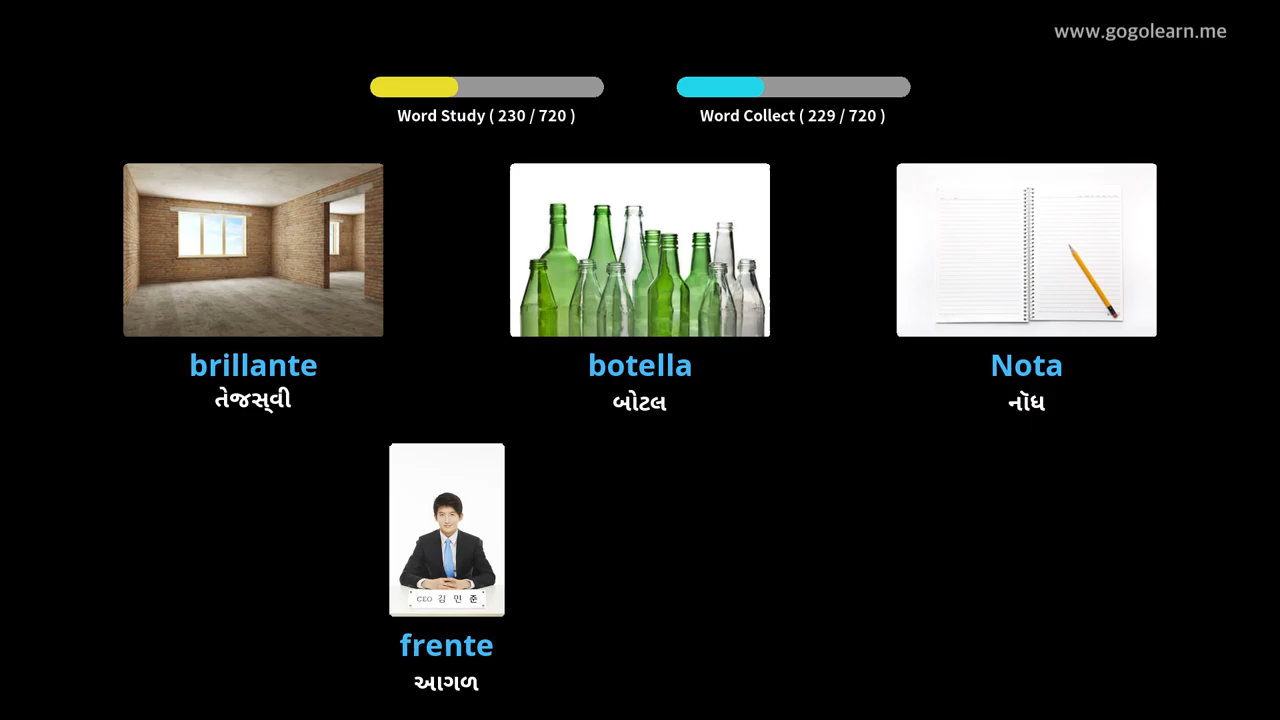 www.gogolearn.me
Word Study ( 230 / 720 )
Word Collect ( 229 / 720 )
brillante
તેજસ્વી
botella
બોટલ
Nota
નૉધ
CEO 김 민 준
frente
આગળ